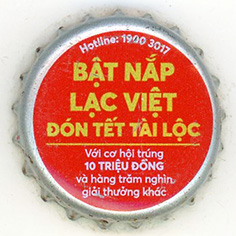 Hotline: 1900 3017
BẬT NẮP
LẠC VIỆT
ĐÓN TẾT TÀI LỘC
Với cơ hội trúng
10 TRIỆU ĐỒNG
và hàng trăm nghìn
giải thưởng khác